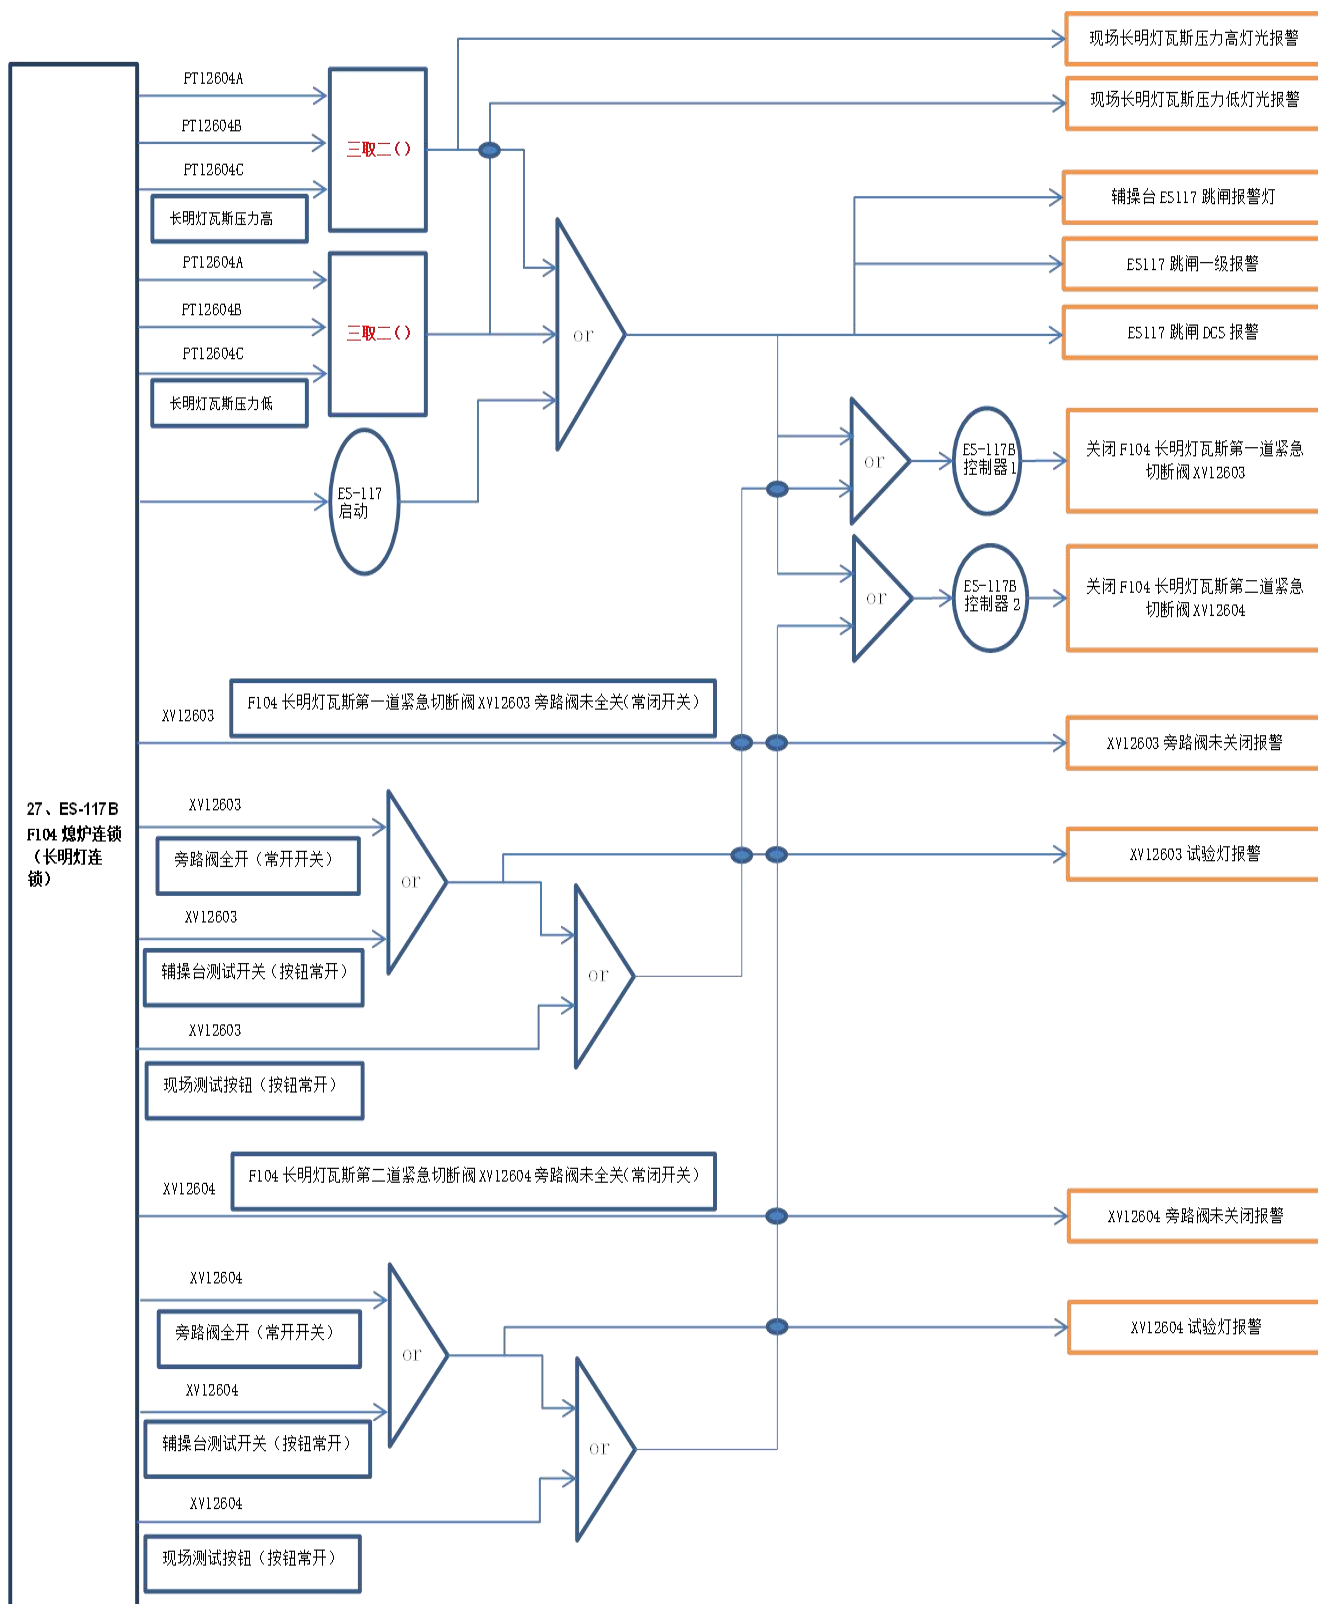 现场长明灯瓦斯压力高灯光报警
现场长明灯瓦斯压力低灯光报警
PT12604A
PT12604B
PT12604C
长明灯瓦斯压力高
三取二()
PT12604A
PT12604B
PT12604C
长明灯瓦斯压力低
三取二()
ES-117
启动
or
辅操台 ES117 跳闸报警灯
ES117 跳闸一级报警
ES117 跳闸 DCS 报警
or
ES-117B
控制器 1
关闭 F104 长明灯瓦斯第一道紧急
切断阀 XV12603
or
ES-117B
控制器 2
关闭 F104 长明灯瓦斯第二道紧急
切断阀 XV12604
XV12603
F104 长明灯瓦斯第一道紧急切断阀 XV12603 旁路阀未全关(常闭开关)
XV12603 旁路阀未关闭报警
27、ES-117B
F104 熄炉连锁
（长明灯连
锁）
XV12603
旁路阀全开（常开开关）
XV12603
辅操台测试开关（按钮常开）
XV12603
现场测试按钮（按钮常开）
or
or
XV12603 试验灯报警
XV12604
F104 长明灯瓦斯第二道紧急切断阀 XV12604 旁路阀未全关(常闭开关)
XV12604 旁路阀未关闭报警
XV12604
旁路阀全开（常开开关）
XV12604
辅操台测试开关（按钮常开）
XV12604
现场测试按钮（按钮常开）
or
or
XV12604 试验灯报警